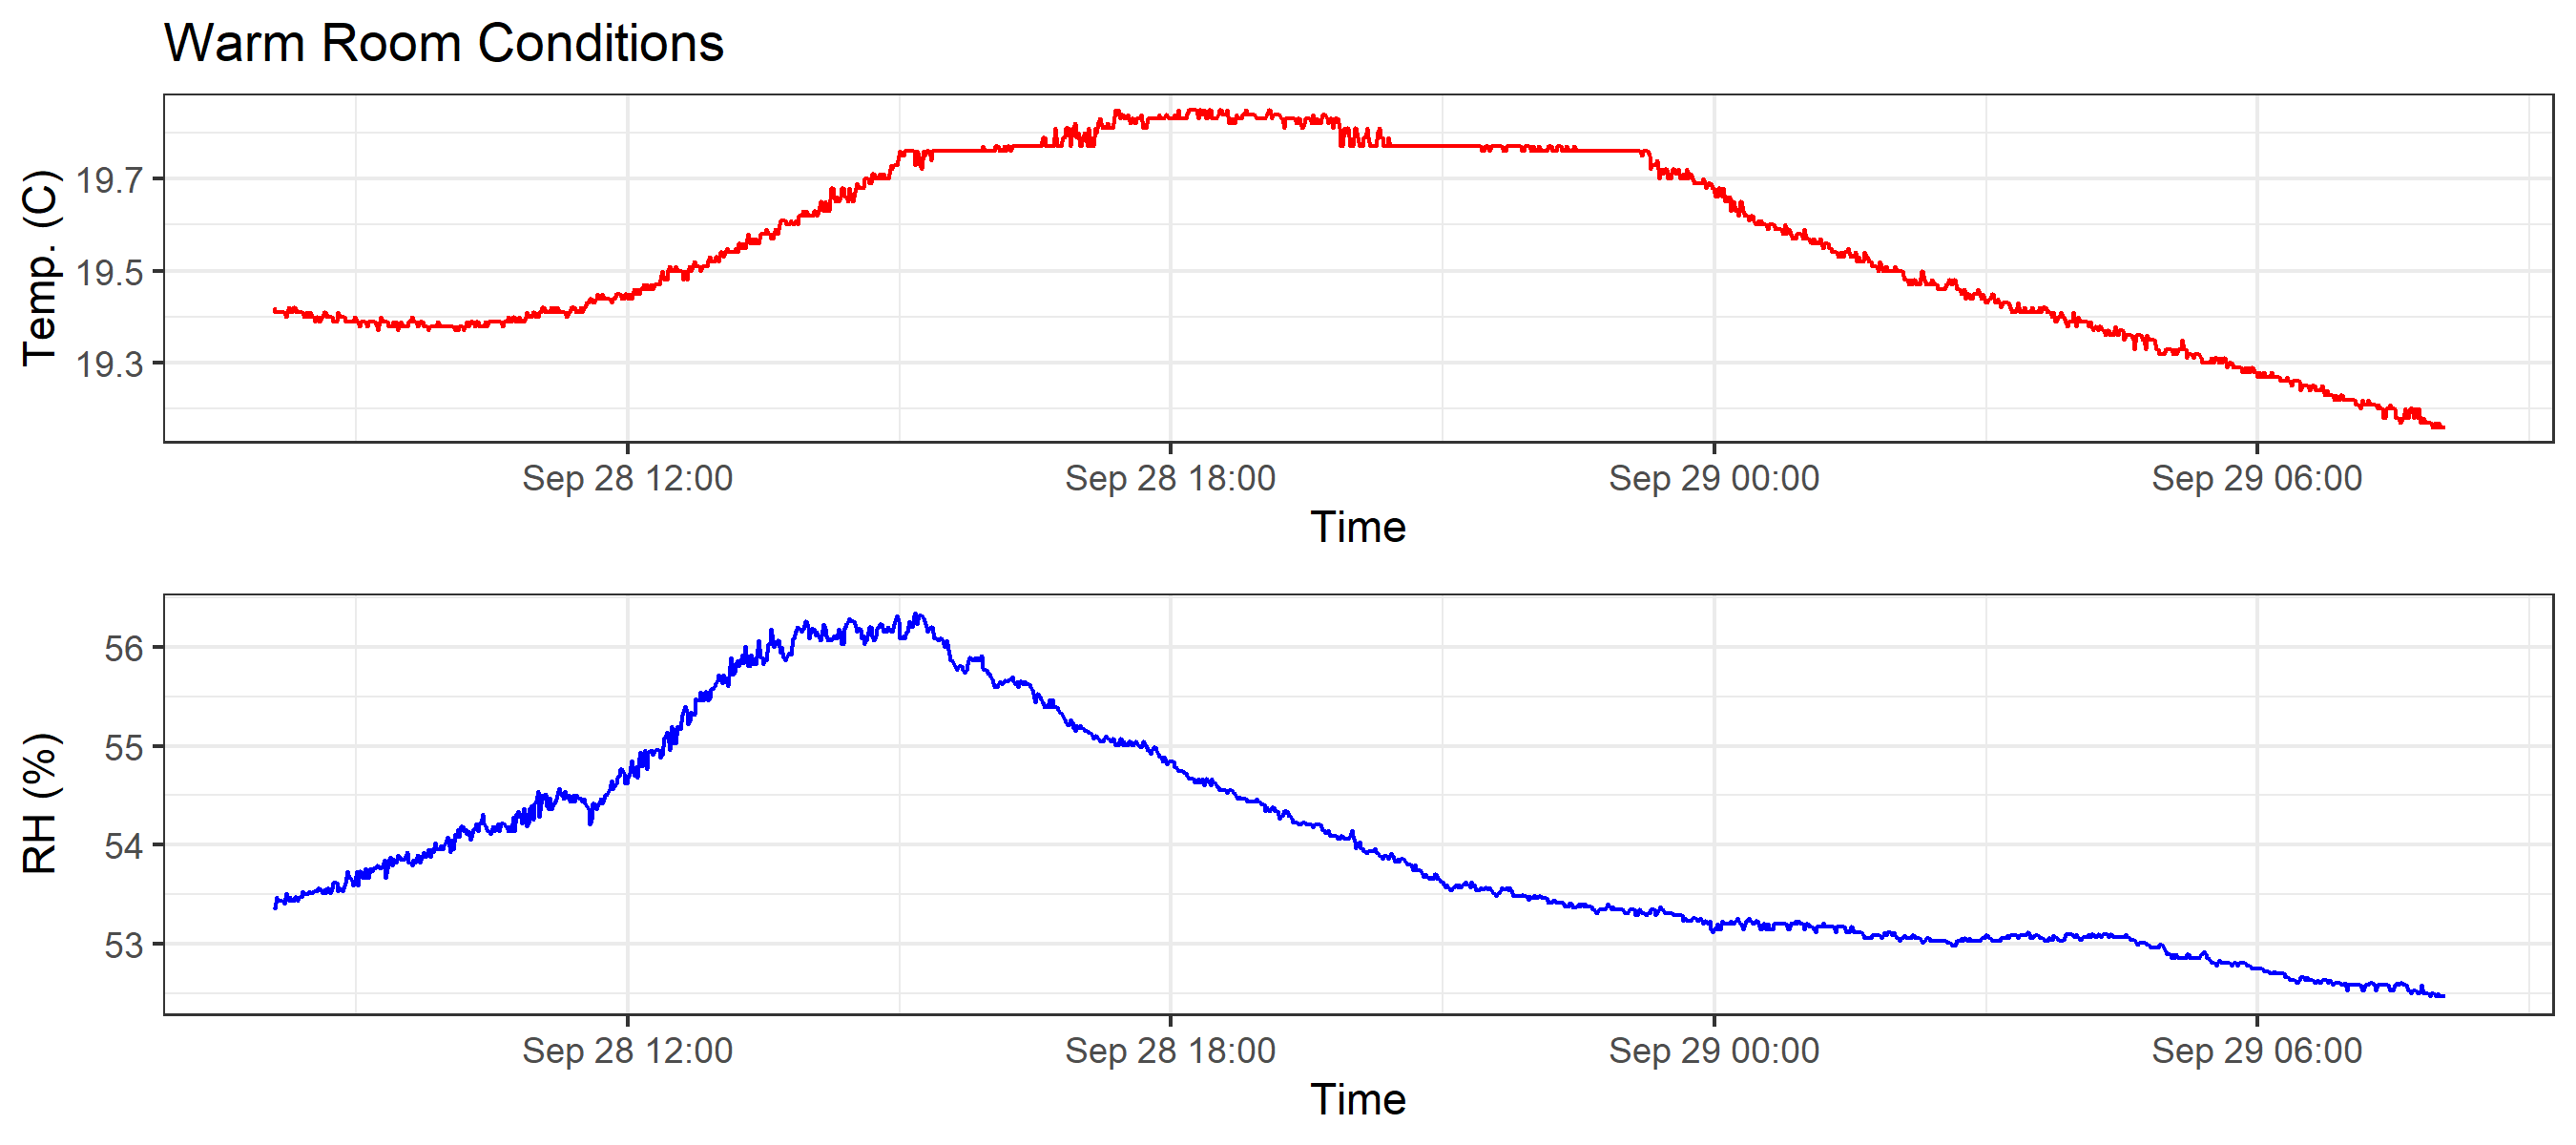 Warm Room Conditions
Temp. (C)
19.7
19.5
19.3
Sep 28 12:00 Sep 28 18:00 Sep 29 00:00 Sep 29 06:00
Time
RH (%)
56
55
54
53
Sep 28 12:00 Sep 28 18:00 Sep 29 00:00 Sep 29 06:00
Time